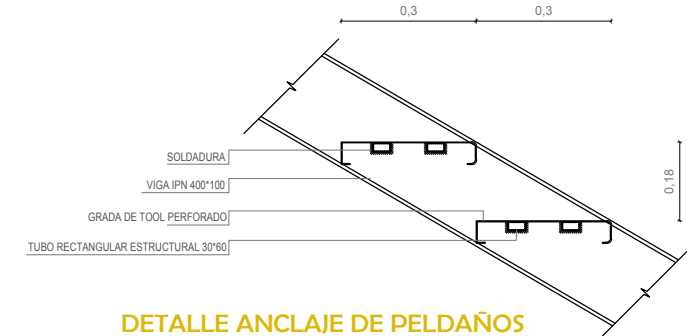 0,3
0,3
0,18
SOLDADURA
VIGA IPN 400*100
GRADA DE TOOL PERFORADO
TUBO RECTANGULAR ESTRUCTURAL 30*60
DETALLE ANCLAJE DE PELDAÑOS